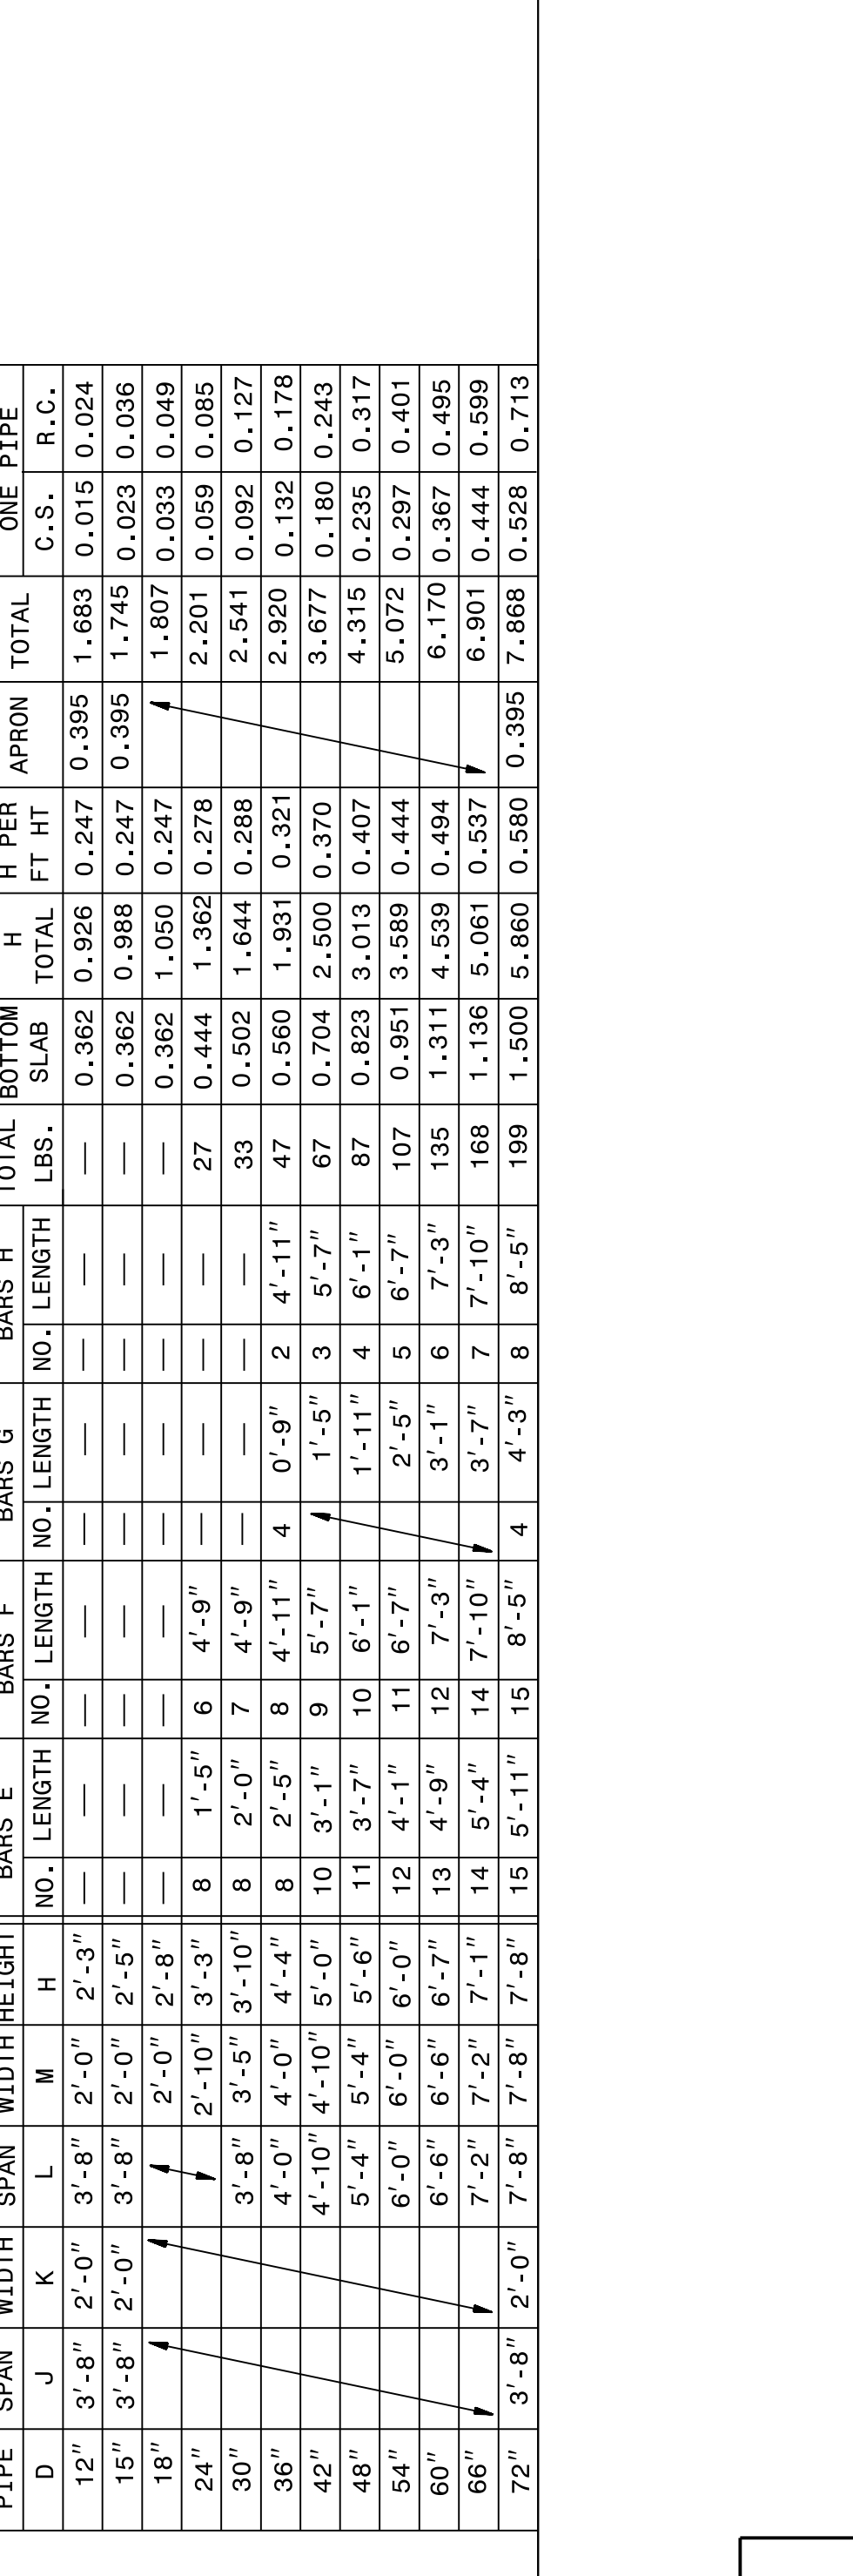 PIPE SPAN WIDTH SPAN WIDTH HEIGHT BARS E BARS F BARS G BARS H TOTAL BOTTOM H H PER APRON TOTAL ONE PIPE
D J K L M H NO. LENGTH NO. LENGTH NO. LENGTH NO. LENGTH LBS. SLAB TOTAL FT HT C.S. R.C.
12" 3'-8" 2'-0" 3'-8" 2'-0" 2'-3" — — — — — — — — — 0.362 0.926 0.247 0.395 1.683 0.015 0.024
15" 3'-8" 2'-0" 3'-8" 2'-0" 2'-5" — — — — — — — — — 0.362 0.988 0.247 0.395 1.745 0.023 0.036
18" 2'-0" 2'-8" — — — — — — — — — 0.362 1.050 0.247 1.807 0.033 0.049
24" 2'-10" 3'-3" 8 1'-5" 6 4'-9" — — — — 27 0.444 1.362 0.278 2.201 0.059 0.085
30" 3'-8" 3'-5" 3'-10" 8 2'-0" 7 4'-9" — — — — 33 0.502 1.644 0.288 2.541 0.092 0.127
36" 4'-0" 4'-0" 4'-4" 8 2'-5" 8 4'-11" 4 0'-9" 2 4'-11" 47 0.560 1.931 0.321 2.920 0.132 0.178
42" 4'-10" 4'-10" 5'-0" 10 3'-1" 9 5'-7" 1'-5" 3 5'-7" 67 0.704 2.500 0.370 3.677 0.180 0.243
48" 5'-4" 5'-4" 5'-6" 11 3'-7" 10 6'-1" 1'-11" 4 6'-1" 87 0.823 3.013 0.407 4.315 0.235 0.317
54" 6'-0" 6'-0" 6'-0" 12 4'-1" 11 6'-7" 2'-5" 5 6'-7" 107 0.951 3.589 0.444 5.072 0.297 0.401
60" 6'-6" 6'-6" 6'-7" 13 4'-9" 12 7'-3" 3'-1" 6 7'-3" 135 1.311 4.539 0.494 6.170 0.367 0.495
66" 7'-2" 7'-2" 7'-1" 14 5'-4" 14 7'-10" 3'-7" 7 7'-10" 168 1.136 5.061 0.537 6.901 0.444 0.599
72" 3'-8" 2'-0" 7'-8" 7'-8" 7'-8" 15 5'-11" 15 8'-5" 4 4'-3" 8 8'-5" 199 1.500 5.860 0.580 0.395 7.868 0.528 0.713